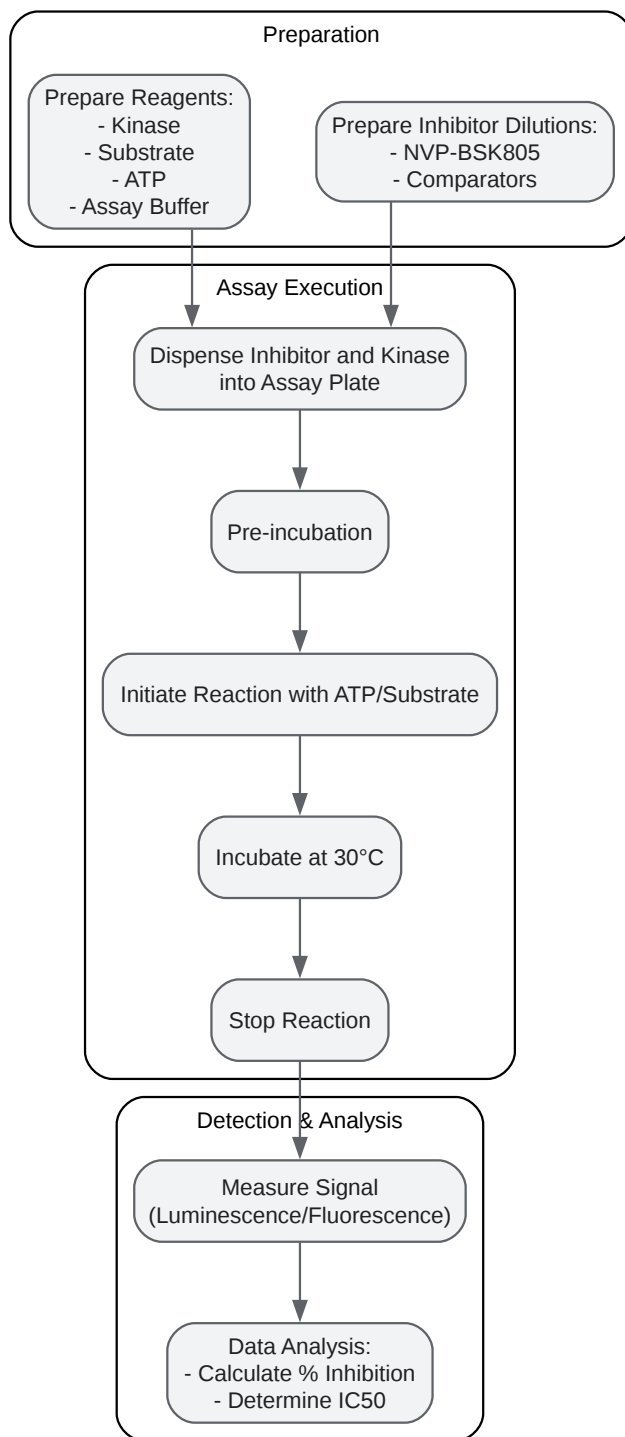 Preparation
Prepare Reagents:
- Kinase
- Substrate
- ATP
- Assay Buffer
Prepare Inhibitor Dilutions:
- NVP-BSK805
- Comparators
Assay Execution
Dispense Inhibitor and Kinase
into Assay Plate
Pre-incubation
Initiate Reaction with ATP/Substrate
Incubate at 30°C
Stop Reaction
Detection & Analysis
Measure Signal
(Luminescence/Fluorescence)
Data Analysis:
- Calculate % Inhibition
- Determine IC50